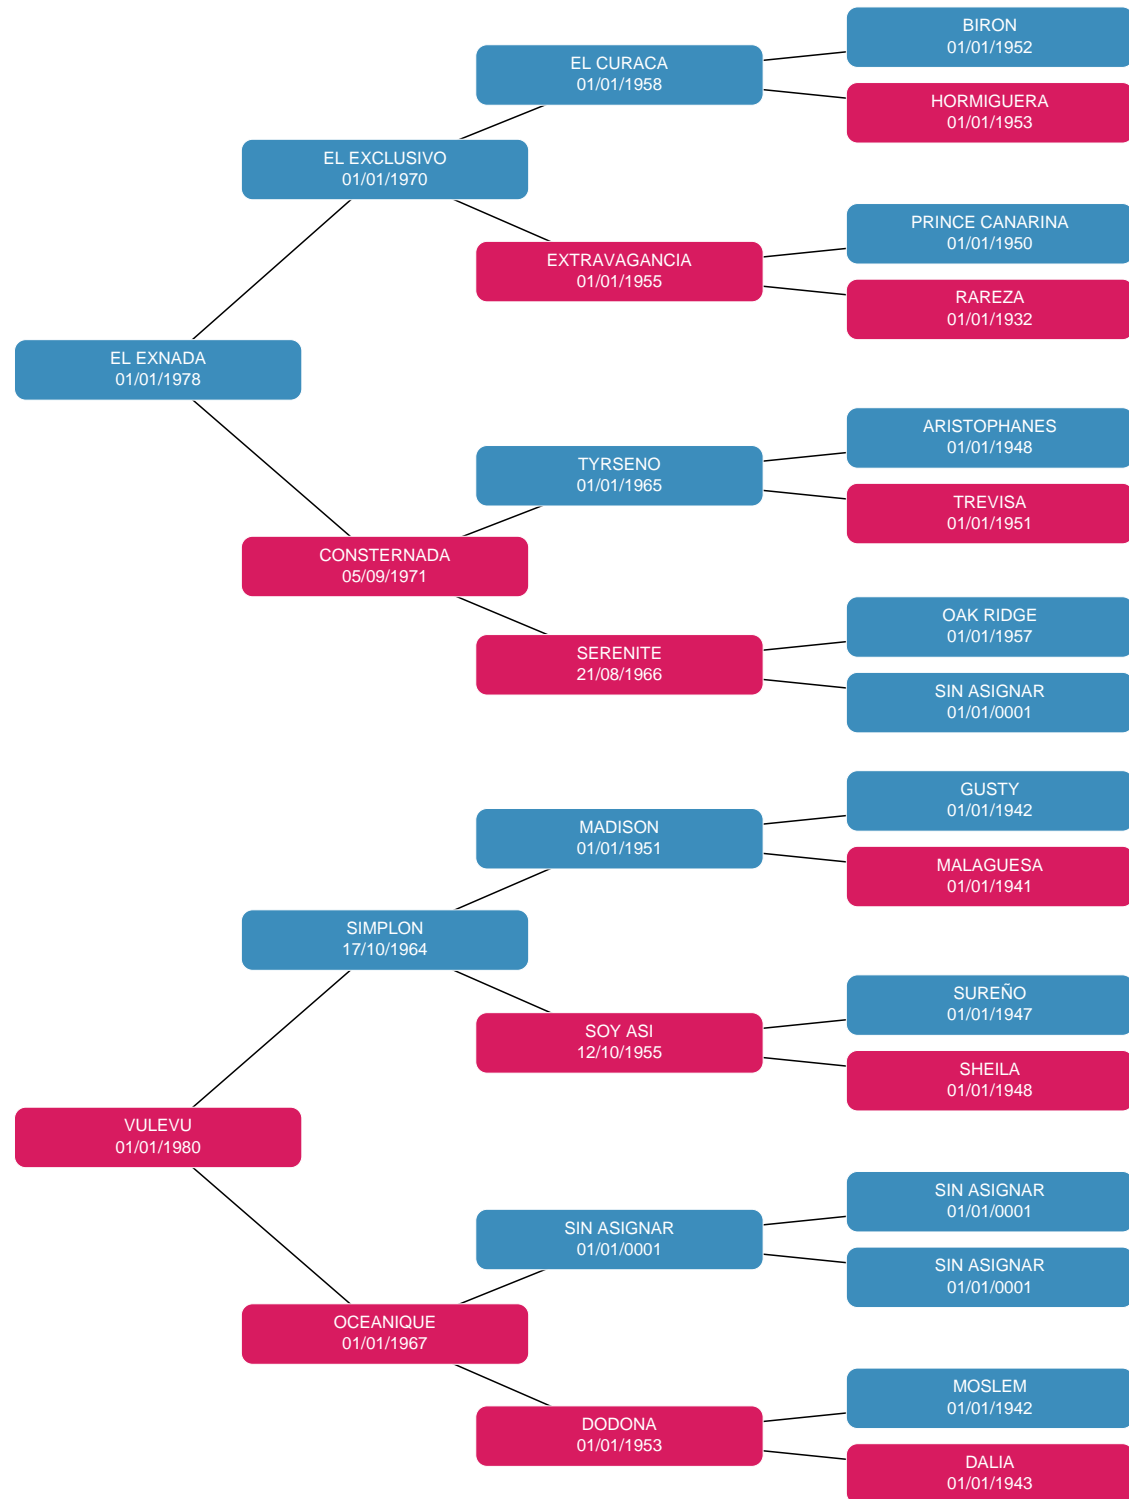 BIRON
01/01/1952
EL CURACA
01/01/1958
HORMIGUERA
01/01/1953
EL EXCLUSIVO
01/01/1970
PRINCE CANARINA
01/01/1950
EXTRAVAGANCIA
01/01/1955
RAREZA
01/01/1932
EL EXNADA
01/01/1978
ARISTOPHANES
01/01/1948
TYRSENO
01/01/1965
TREVISA
01/01/1951
CONSTERNADA
05/09/1971
OAK RIDGE
01/01/1957
SERENITE
21/08/1966
SIN ASIGNAR
01/01/0001
GUSTY
01/01/1942
MADISON
01/01/1951
MALAGUESA
01/01/1941
SIMPLON
17/10/1964
SUREÑO
01/01/1947
SOY ASI
12/10/1955
SHEILA
01/01/1948
VULEVU
01/01/1980
SIN ASIGNAR
01/01/0001
SIN ASIGNAR
01/01/0001
SIN ASIGNAR
01/01/0001
OCEANIQUE
01/01/1967
MOSLEM
01/01/1942
DODONA
01/01/1953
DALIA
01/01/1943